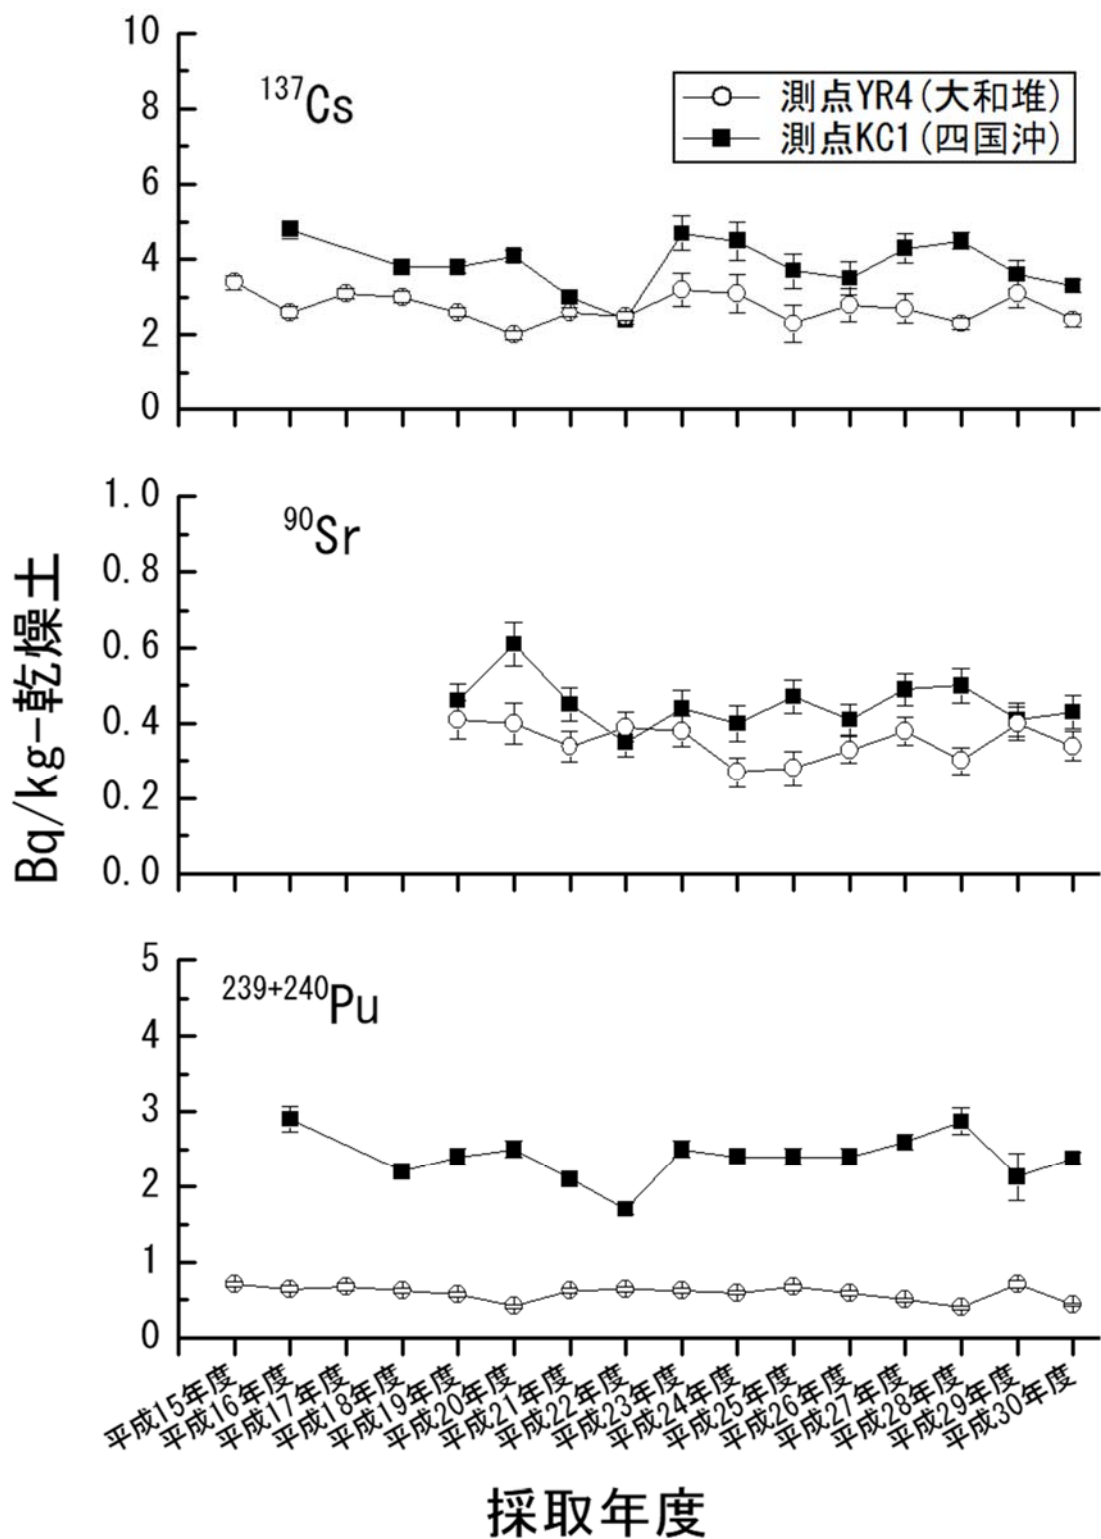 10
8
6
4
2
0
¹³⁷Cs
測点YR4(大和堆)
測点KC1(四国沖)
Bq/kg-乾燥土
1.0
0.8
0.6
0.4
0.2
0.0
⁹⁰Sr
5
4
3
2
1
0
²³⁹⁺²⁴⁰Pu
平成15年度
平成16年度
平成17年度
平成18年度
平成19年度
平成20年度
平成21年度
平成22年度
平成23年度
平成24年度
平成25年度
平成26年度
平成27年度
平成28年度
平成29年度
平成30年度
採取年度